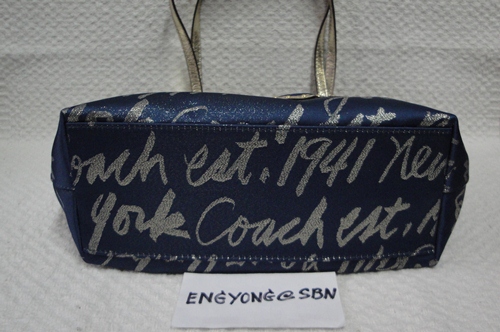 Coach est. 1941 New
York Coach est.
ENGYONG@SBN